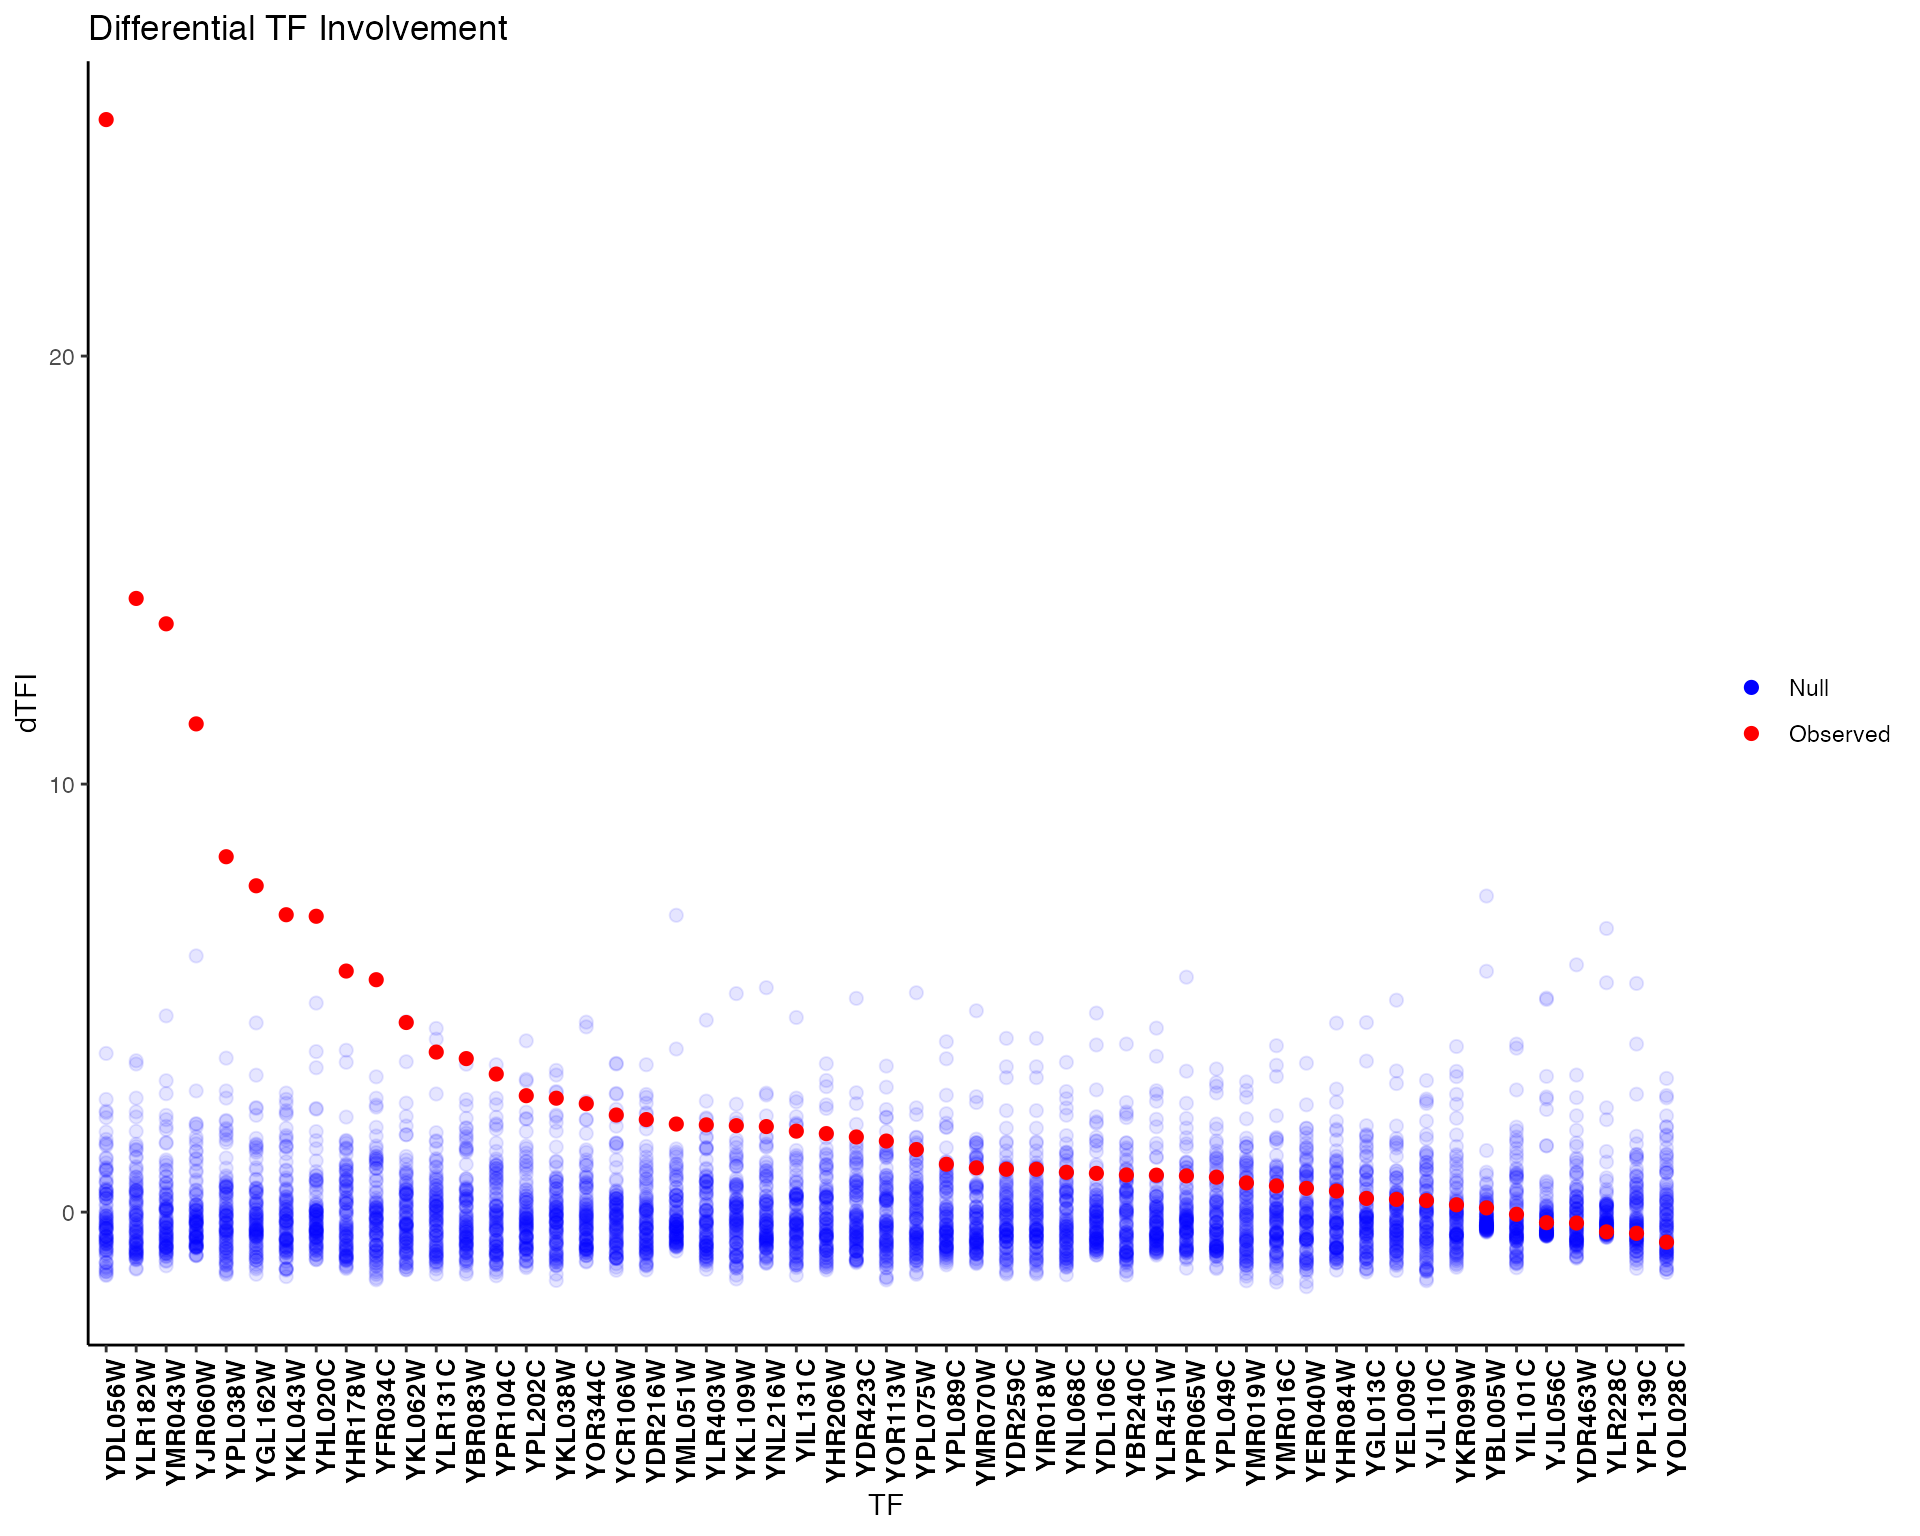 Differential TF Involvement
dTFI
20
10
0
Null
Observed
YDL056W
YLR182W
YMR043W
YJR060W
YPL038W
YGL162W
YKL043W
YHL020C
YHR178W
YFR034C
YKL062W
YLR131C
YBR083W
YPR104C
YPL202C
YKL038W
YOR344C
YCR106W
YDR216W
YML051W
YLR403W
YKL109W
YNL216W
YIL131C
YHR206W
YDR423C
YOR113W
YPL075W
YPL089C
YMR070W
YDR259C
YIR018W
YNL068C
YDL106C
YBR240C
YLR451W
YPR065W
YPL049C
YMR019W
YMR016C
YER040W
YHR084W
YGL013C
YEL009C
YJL110C
YKR099W
YBL005W
YIL101C
YJL056C
YDR463W
YLR228C
YPL139C
YOL028C
TF